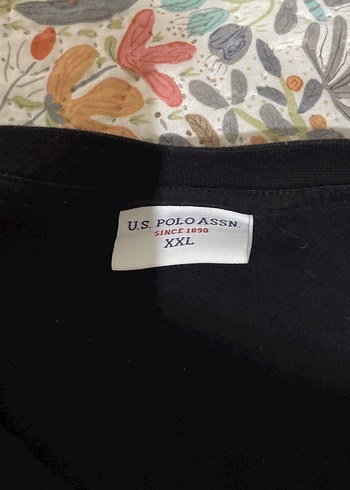 U.S. POLO ASSN.
SINCE 1890
XXL